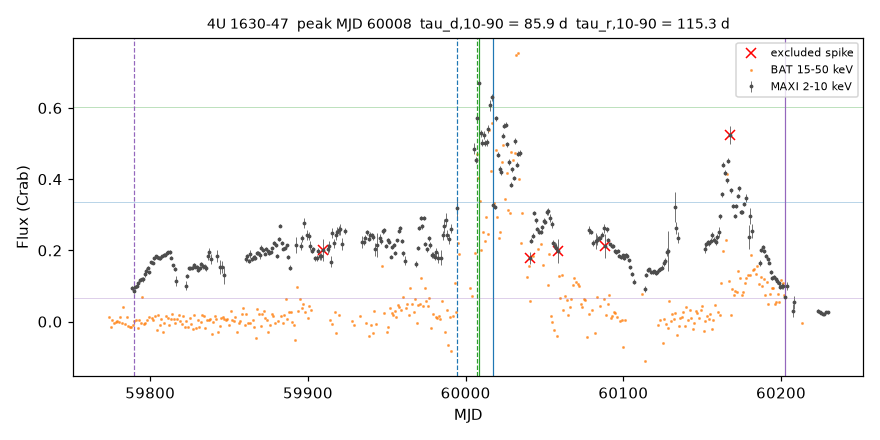 4U 1630-47  peak MJD 60008  tau_d,10-90 = 85.9 d  tau_r,10-90 = 115.3 d
excluded spike
BAT 15-50 keV
MAXI 2-10 keV
Flux (Crab)
0.6
0.4
0.2
0.0
59800
59900
60000
60100
60200
MJD